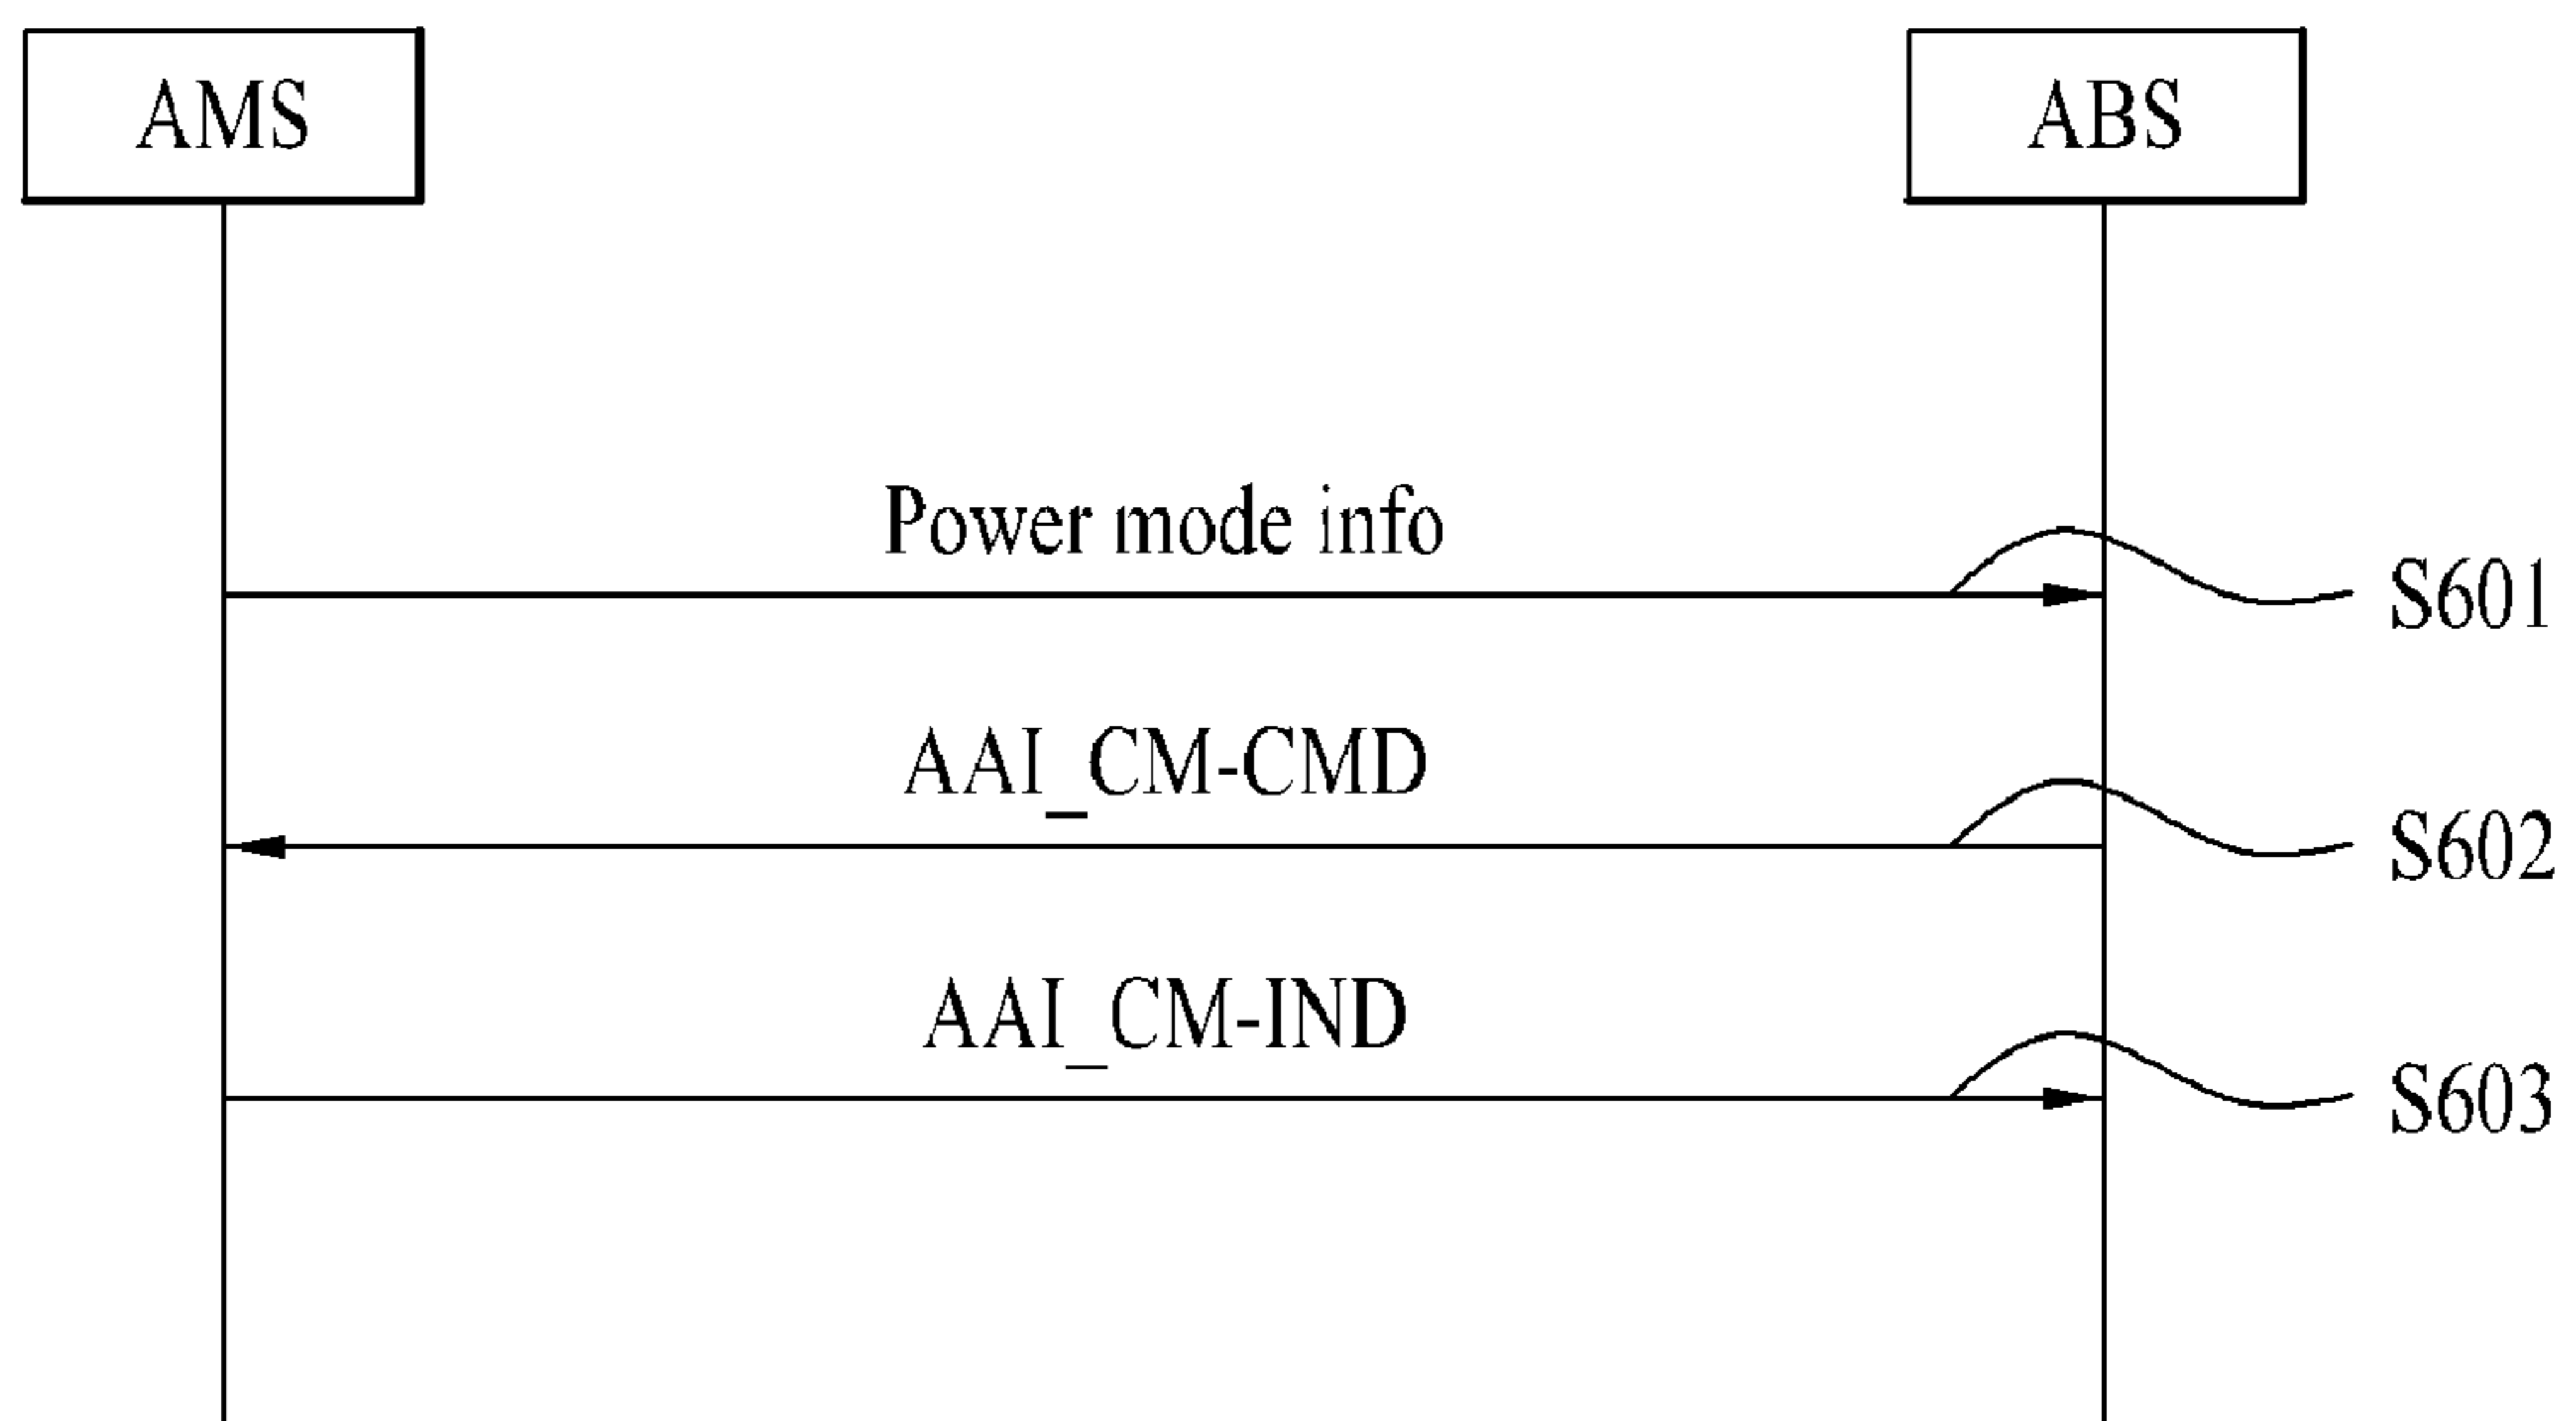 AMS
ABS
Power mode info
S601
AAI_CM-CMD
S602
AAI_CM-IND
S603